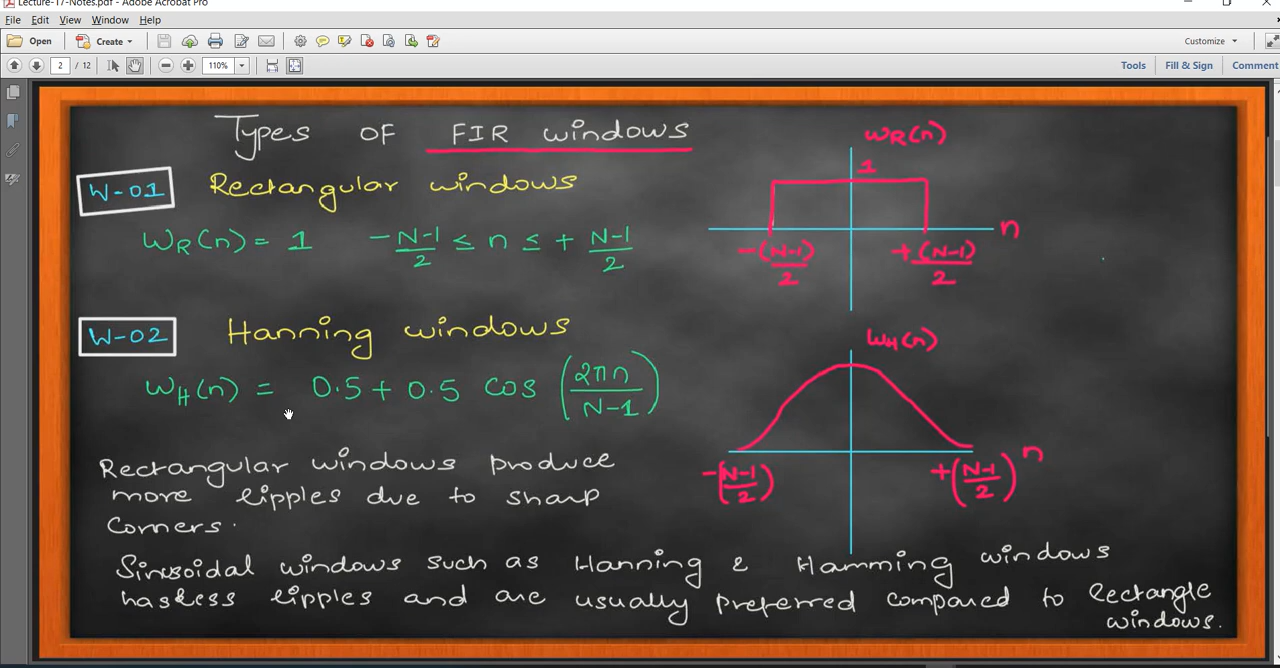 Lecture-17-Notes.pdf - Adobe Acrobat Pro
File Edit View Window Help
Open Create Customize
2 / 12 110% Tools Fill & Sign Comment
Types OF FIR windows
W-01 Rectangular windows
WR(n) = 1 -N-1/2 ≤ n ≤ + N-1/2
WR(n)
1
n
-(N-1)/2 +(N-1)/2
W-02 Hanning windows
WH(n) = 0.5 + 0.5 cos (2πn/N-1)
WH(n)
n
-(N-1/2) +(N-1/2)
Rectangular windows produce
more ripples due to sharp
corners.
Sinusoidal windows such as Hanning & Hamming windows
has less ripples and are usually preferred compared to rectangle
windows.